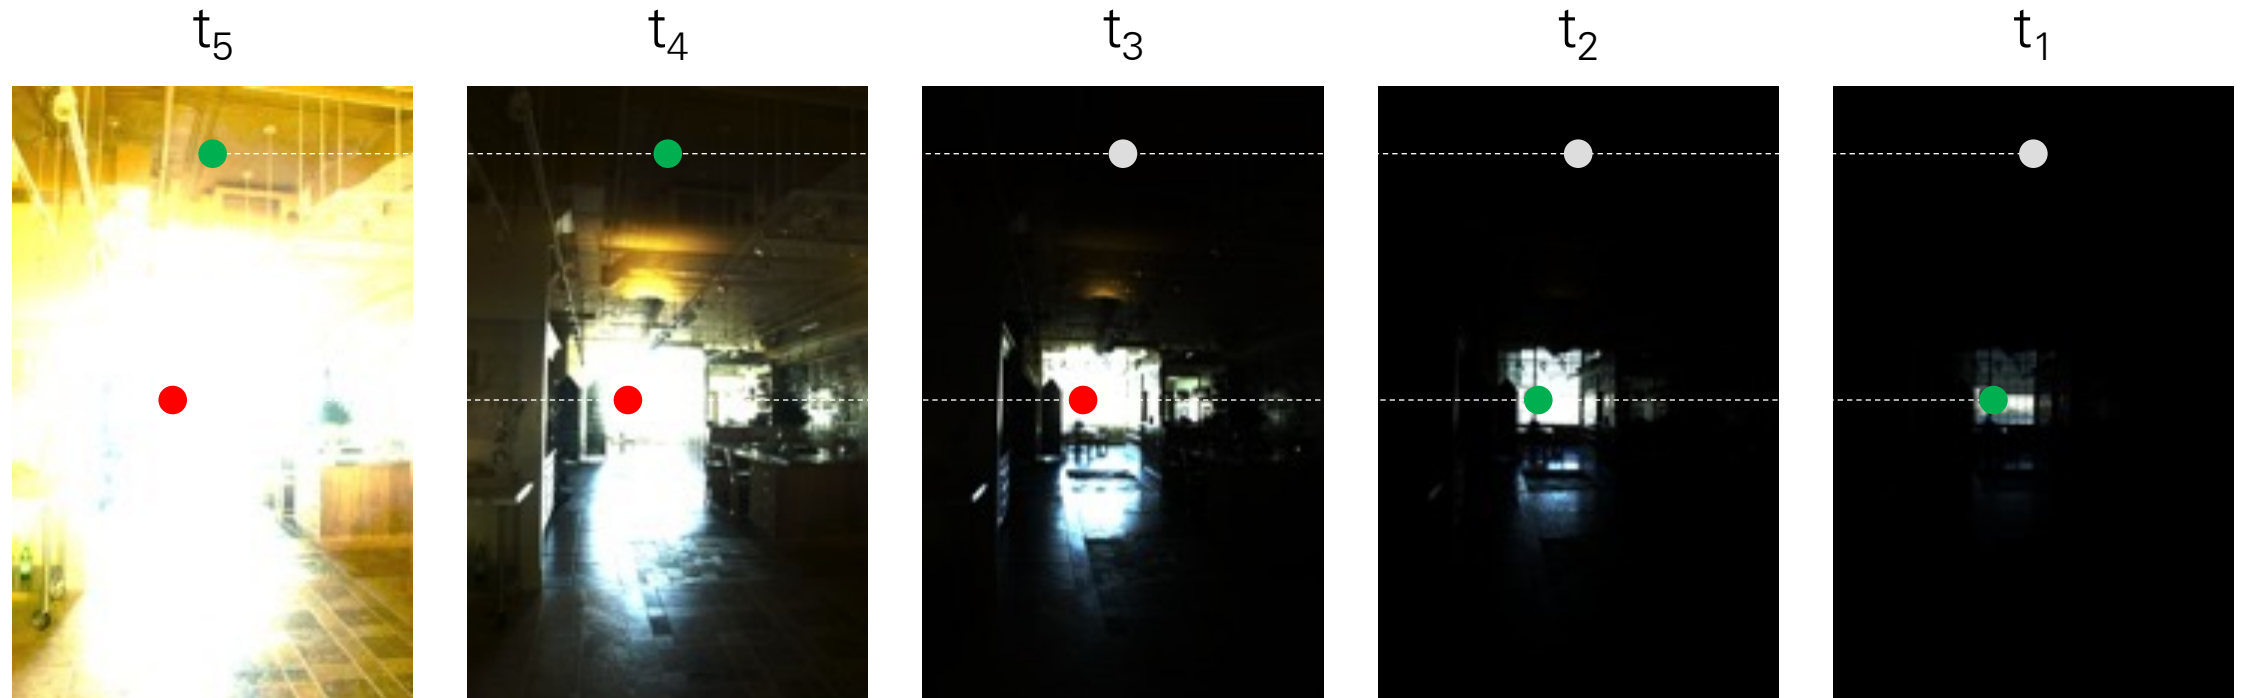 t₅ t₄ t₃ t₂ t₁